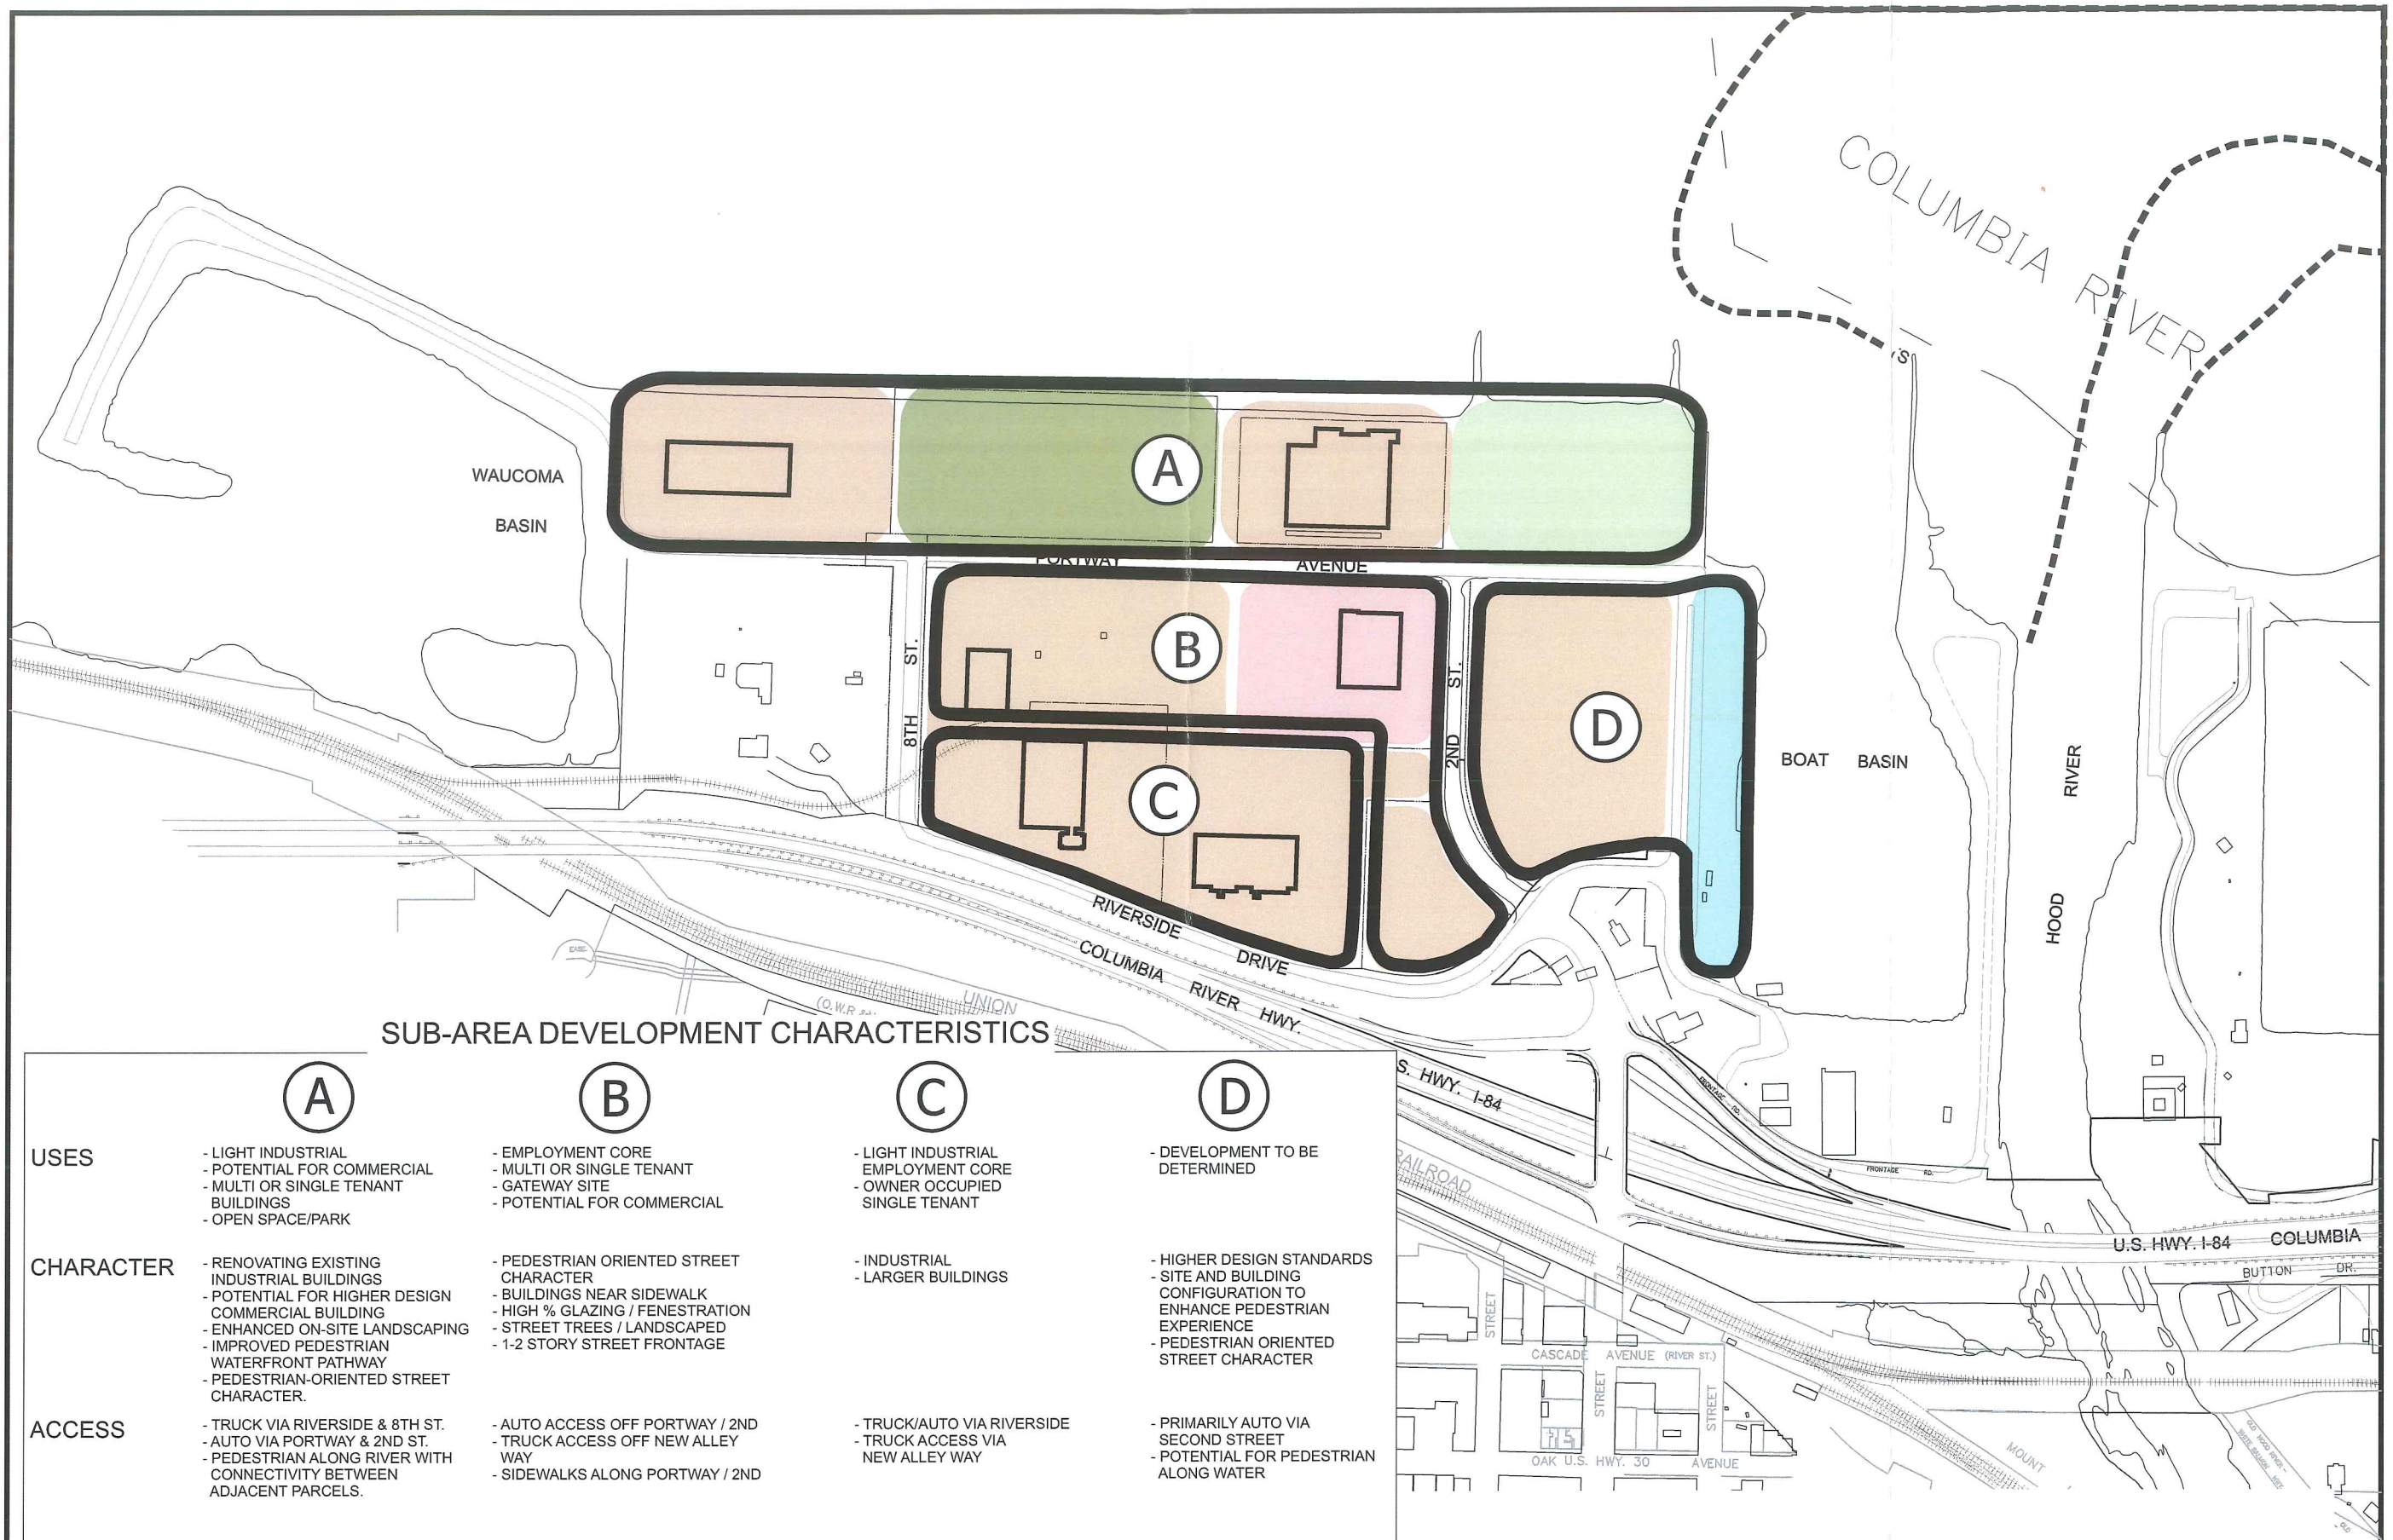 COLUMBIA RIVER
S.
WAUCOMA
BASIN
A
PORTWAY AVENUE
8TH ST.
B
2ND ST.
D
BOAT BASIN
HOOD RIVER
C
RIVERSIDE DRIVE
COLUMBIA RIVER HWY.
EASE.
UNION
(O.W.R.
S. HWY. I-84
RAILROAD
FRONTAGE RD.
FRONTAGE RD.
U.S. HWY. I-84 COLUMBIA
BUTTON DR.
STREET
CASCADE AVENUE (RIVER ST.)
STREET
STREET
OAK U.S. HWY. 30 AVENUE
MOUNT
OLD HOOD RIVER-
OLD
SUB-AREA DEVELOPMENT CHARACTERISTICS
A B C D
USES
- LIGHT INDUSTRIAL
- POTENTIAL FOR COMMERCIAL
- MULTI OR SINGLE TENANT
BUILDINGS
- OPEN SPACE/PARK
- EMPLOYMENT CORE
- MULTI OR SINGLE TENANT
- GATEWAY SITE
- POTENTIAL FOR COMMERCIAL
- LIGHT INDUSTRIAL
EMPLOYMENT CORE
- OWNER OCCUPIED
SINGLE TENANT
- DEVELOPMENT TO BE
DETERMINED
CHARACTER
- RENOVATING EXISTING
INDUSTRIAL BUILDINGS
- POTENTIAL FOR HIGHER DESIGN
COMMERCIAL BUILDING
- ENHANCED ON-SITE LANDSCAPING
- IMPROVED PEDESTRIAN
WATERFRONT PATHWAY
- PEDESTRIAN-ORIENTED STREET
CHARACTER.
- PEDESTRIAN ORIENTED STREET
CHARACTER
- BUILDINGS NEAR SIDEWALK
- HIGH % GLAZING / FENESTRATION
- STREET TREES / LANDSCAPED
- 1-2 STORY STREET FRONTAGE
- INDUSTRIAL
- LARGER BUILDINGS
- HIGHER DESIGN STANDARDS
- SITE AND BUILDING
CONFIGURATION TO
ENHANCE PEDESTRIAN
EXPERIENCE
- PEDESTRIAN ORIENTED
STREET CHARACTER
ACCESS
- TRUCK VIA RIVERSIDE & 8TH ST.
- AUTO VIA PORTWAY & 2ND ST.
- PEDESTRIAN ALONG RIVER WITH
CONNECTIVITY BETWEEN
ADJACENT PARCELS.
- AUTO ACCESS OFF PORTWAY / 2ND
- TRUCK ACCESS OFF NEW ALLEY
WAY
- SIDEWALKS ALONG PORTWAY / 2ND
- TRUCK/AUTO VIA RIVERSIDE
- TRUCK ACCESS VIA
NEW ALLEY WAY
- PRIMARILY AUTO VIA
SECOND STREET
- POTENTIAL FOR PEDESTRIAN
ALONG WATER